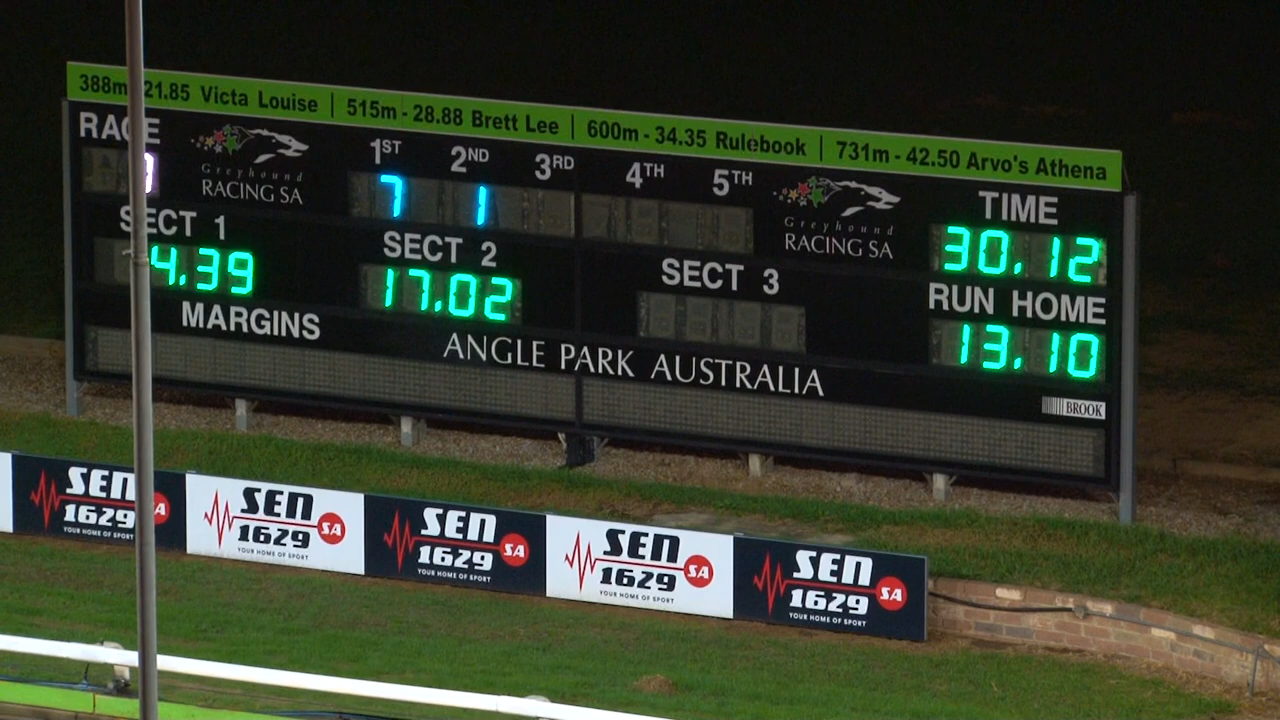 388m 21.85 Victa Louise | 515m - 28.88 Brett Lee | 600m - 34.35 Rulebook | 731m - 42.50 Arvo's Athena
RACE
Greyhound
RACING SA
1ST 2ND 3RD 4TH 5TH
7 1
Greyhound
RACING SA
TIME
30.12
SECT 1
4.39
SECT 2
17.02
SECT 3
RUN HOME
13.10
MARGINS
ANGLE PARK AUSTRALIA
BROOK
SEN
1629
SA
YOUR HOME OF SPORT
SEN
1629
SA
YOUR HOME OF SPORT
SEN
1629
SA
YOUR HOME OF SPORT
SEN
1629
SA
YOUR HOME OF SPORT
SEN
1629
SA
YOUR HOME OF SPORT